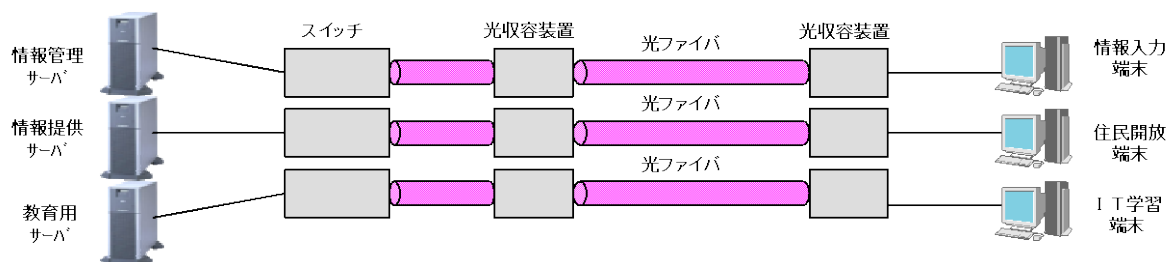 スイッチ
光収容装置
光ファイバ
光収容装置
情報管理
サーバ
情報入力
端末
光ファイバ
情報提供
サーバ
住民開放
端末
光ファイバ
教育用
サーバ
ＩＴ学習
端末